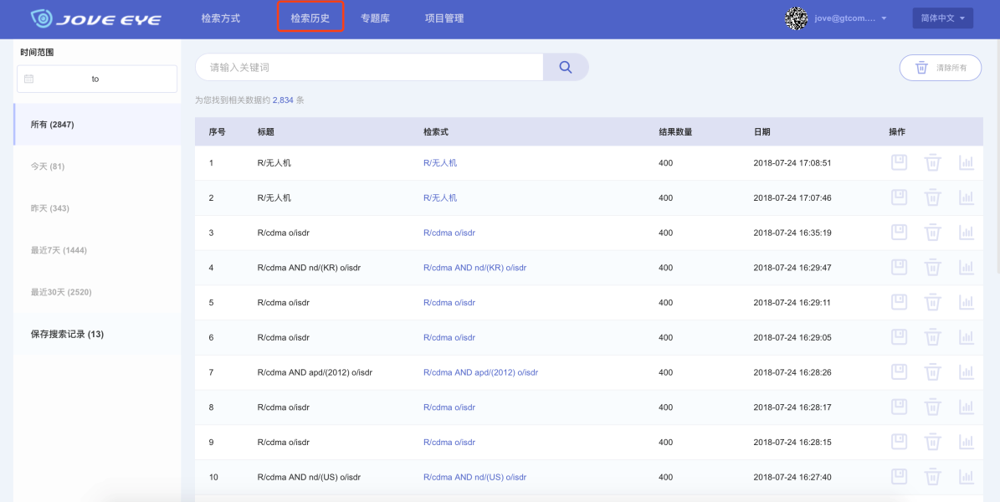 JOVE EYE 检索方式 检索历史 专题库 项目管理 jove@gtcom.... 简体中文
时间范围
to
所有 (2847)
今天 (81)
昨天 (343)
最近7天 (1444)
最近30天 (2520)
保存搜索记录 (13)
请输入关键词
清除所有
为您找到相关数据约 2,834 条
序号 标题 检索式 结果数量 日期 操作
1 R/无人机 R/无人机 400 2018-07-24 17:08:51
2 R/无人机 R/无人机 400 2018-07-24 17:07:46
3 R/cdma o/isdr R/cdma o/isdr 400 2018-07-24 16:35:19
4 R/cdma AND nd/(KR) o/isdr R/cdma AND nd/(KR) o/isdr 400 2018-07-24 16:29:47
5 R/cdma o/isdr R/cdma o/isdr 400 2018-07-24 16:29:11
6 R/cdma o/isdr R/cdma o/isdr 400 2018-07-24 16:29:05
7 R/cdma AND apd/(2012) o/isdr R/cdma AND apd/(2012) o/isdr 400 2018-07-24 16:28:26
8 R/cdma o/isdr R/cdma o/isdr 400 2018-07-24 16:28:17
9 R/cdma o/isdr R/cdma o/isdr 400 2018-07-24 16:28:15
10 R/cdma AND nd/(US) o/isdr R/cdma AND nd/(US) o/isdr 400 2018-07-24 16:27:40